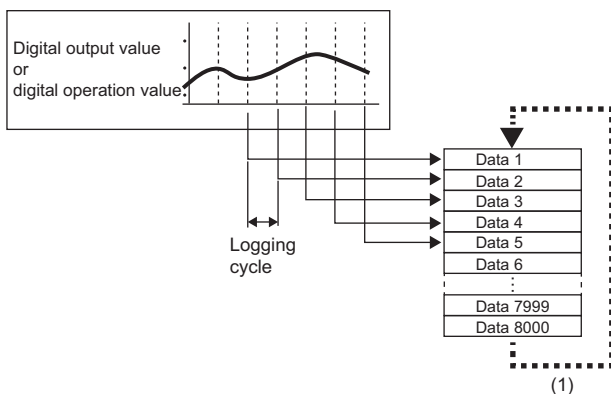 Digital output value
or
digital operation value
Logging
cycle
Data 1
Data 2
Data 3
Data 4
Data 5
Data 6
Data 7999
Data 8000
(1)